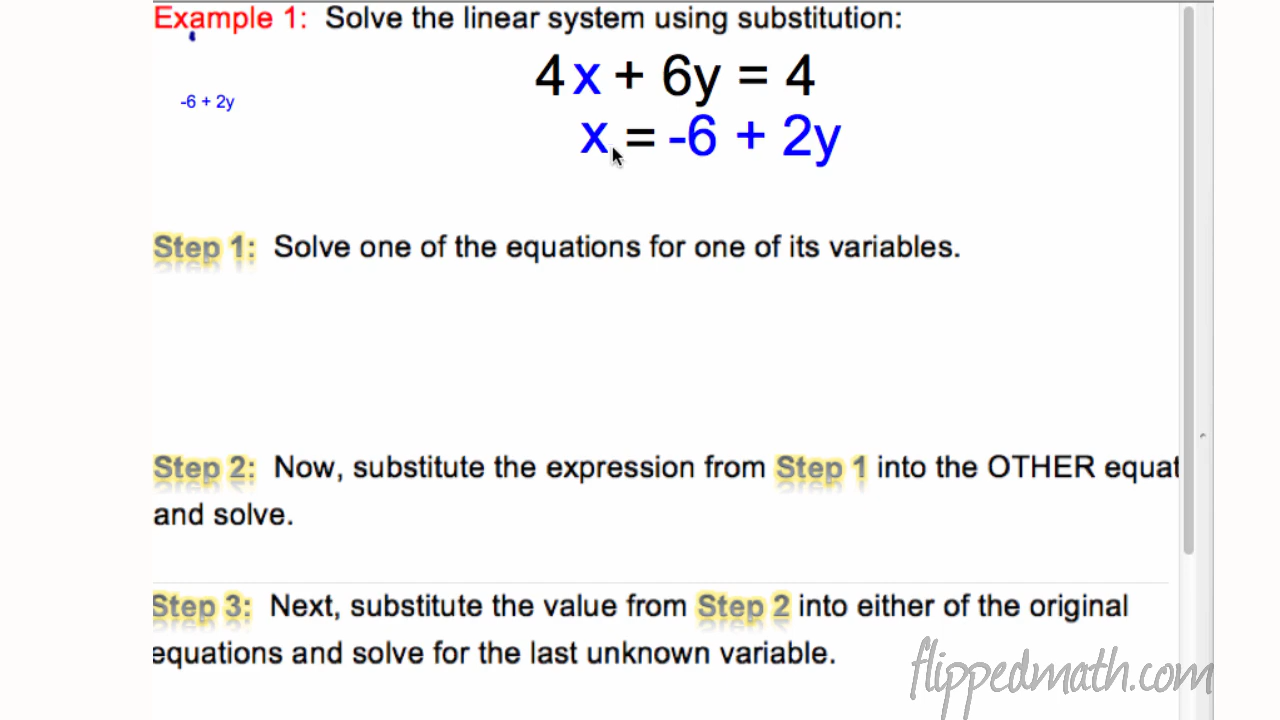 Example 1: Solve the linear system using substitution:
4x + 6y = 4
-6 + 2y
x = -6 + 2y
Step 1: Solve one of the equations for one of its variables.
Step 2: Now, substitute the expression from Step 1 into the OTHER equat
and solve.
Step 3: Next, substitute the value from Step 2 into either of the original
equations and solve for the last unknown variable.
flippedmath.com